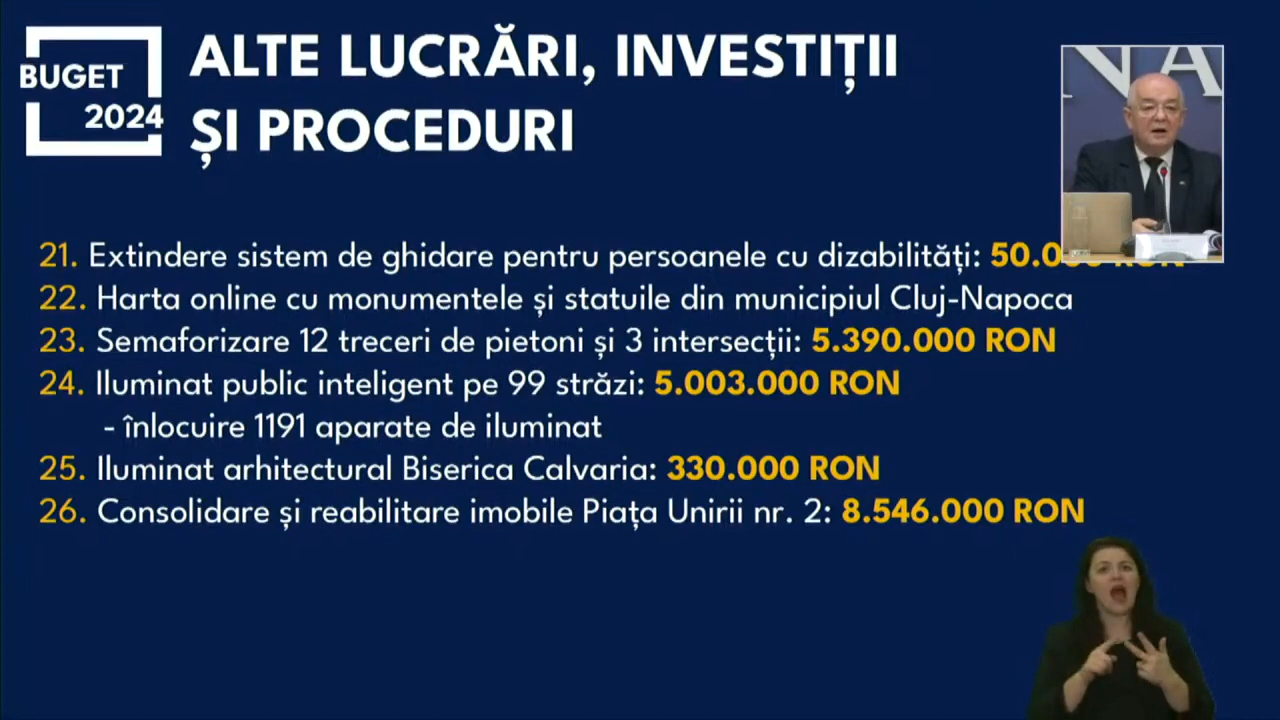 BUGET
2024
ALTE LUCRĂRI, INVESTIȚII
ȘI PROCEDURI
NA
21. Extindere sistem de ghidare pentru persoanele cu dizabilități:
22. Harta online cu monumentele și statuile din municipiul Cluj-Napoca
23. Semaforizare 12 treceri de pietoni și 3 intersecții: 5.390.000 RON
24. Iluminat public inteligent pe 99 străzi: 5.003.000 RON
- înlocuire 1191 aparate de iluminat
25. Iluminat arhitectural Biserica Calvaria: 330.000 RON
26. Consolidare și reabilitare imobile Piața Unirii nr. 2: 8.546.000 RON